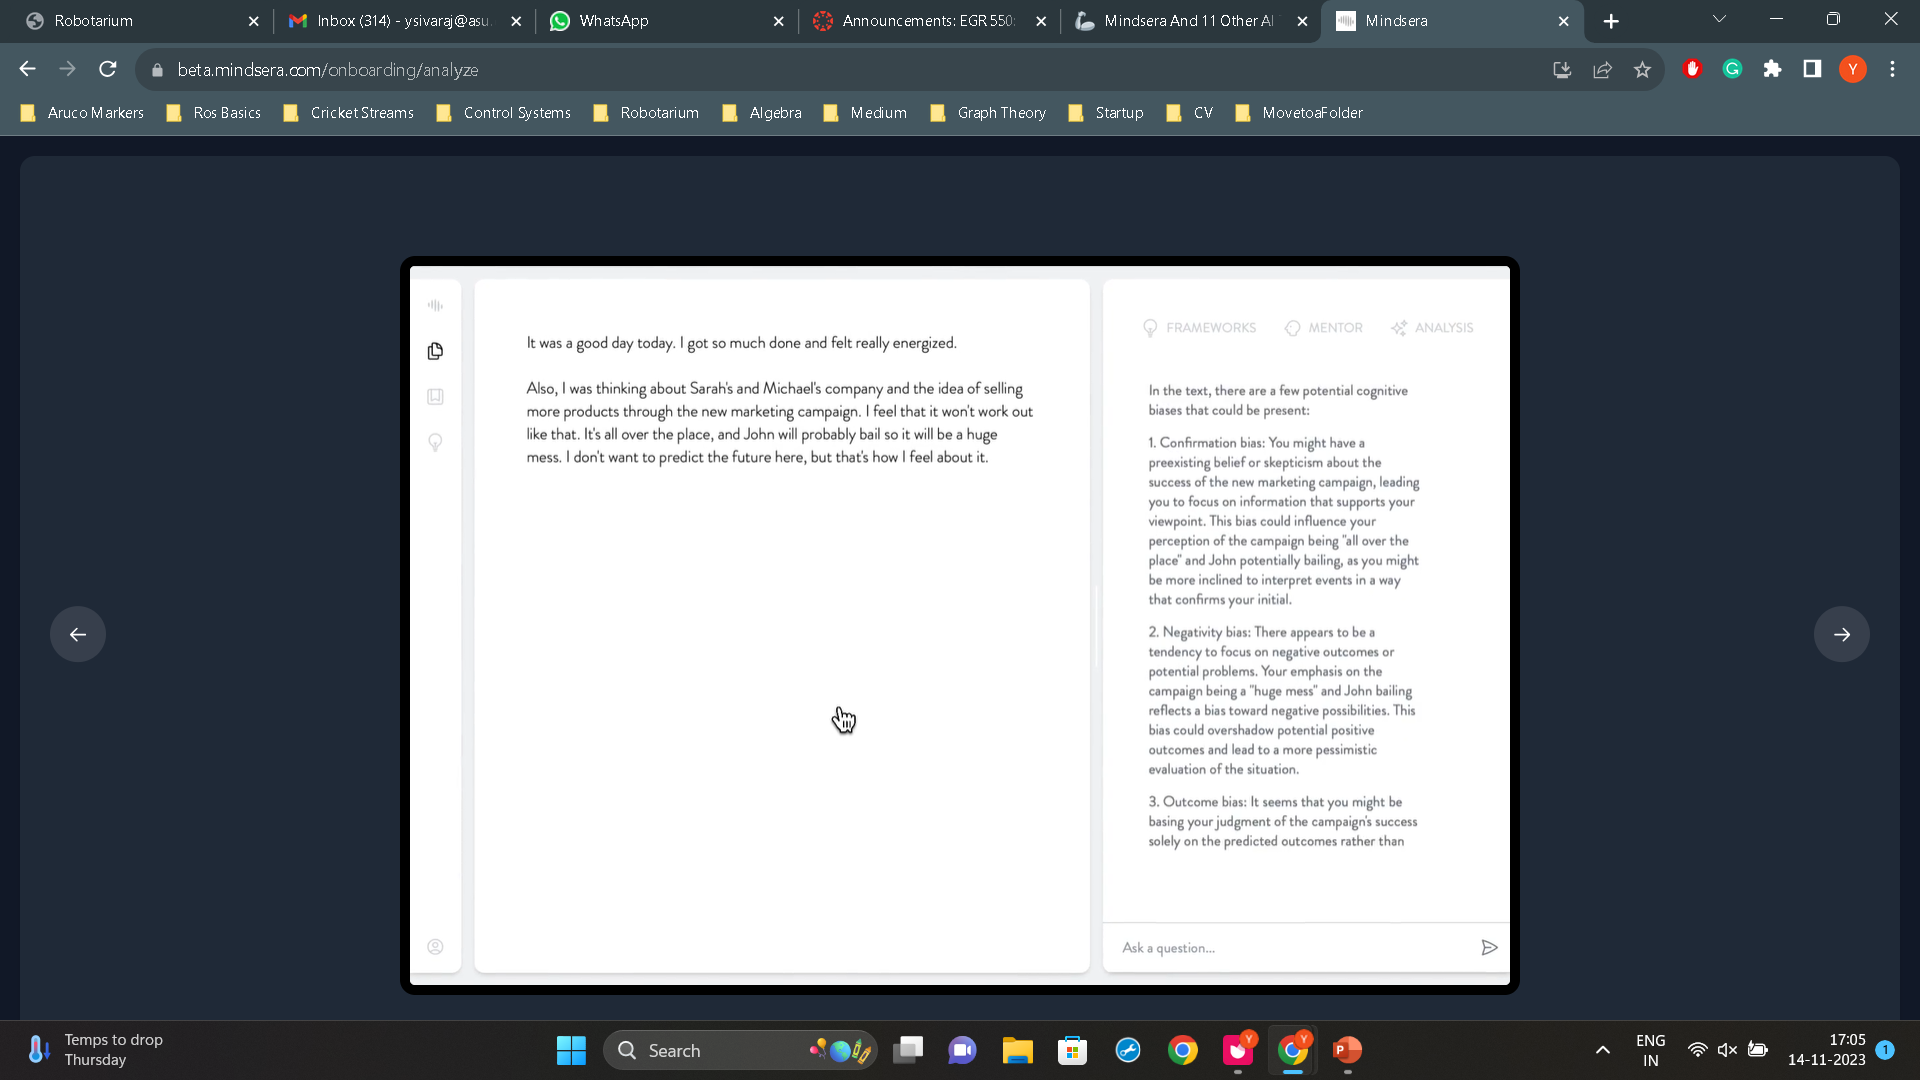 Robotarium
Inbox (314) - ysivaraj@asu.
WhatsApp
Announcements: EGR 550:
Mindsera And 11 Other AI
Mindsera
beta.mindsera.com/onboarding/analyze
Y
Aruco Markers
Ros Basics
Cricket Streams
Control Systems
Robotarium
Algebra
Medium
Graph Theory
Startup
CV
MovetoaFolder
It was a good day today. I got so much done and felt really energized.
Also, I was thinking about Sarah's and Michael's company and the idea of selling
more products through the new marketing campaign. I feel that it won't work out
like that. It's all over the place, and John will probably bail so it will be a huge
mess. I don't want to predict the future here, but that's how I feel about it.
FRAMEWORKS
MENTOR
ANALYSIS
In the text, there are a few potential cognitive
biases that could be present:
1. Confirmation bias: You might have a
preexisting belief or skepticism about the
success of the new marketing campaign, leading
you to focus on information that supports your
viewpoint. This bias could influence your
perception of the campaign being "all over the
place" and John potentially bailing, as you might
be more inclined to interpret events in a way
that confirms your initial.
2. Negativity bias: There appears to be a
tendency to focus on negative outcomes or
potential problems. Your emphasis on the
campaign being a "huge mess" and John bailing
reflects a bias toward negative possibilities. This
bias could overshadow potential positive
outcomes and lead to a more pessimistic
evaluation of the situation.
3. Outcome bias: It seems that you might be
basing your judgment of the campaign's success
solely on the predicted outcomes rather than
Ask a question...
Temps to drop
Thursday
Search
Y
Y
P
ENG
IN
17:05
14-11-2023
1